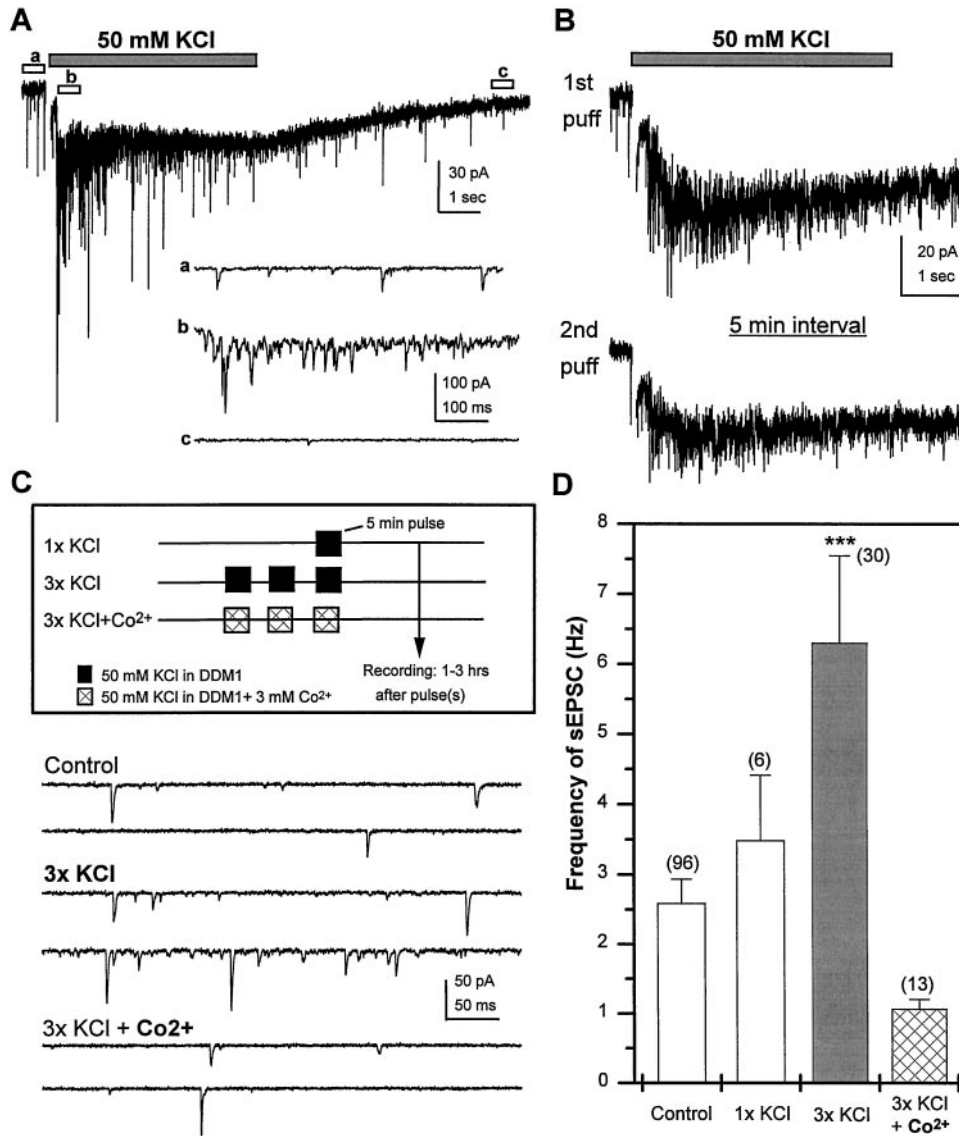 A
50 mM KCl
a
b
c
30 pA
1 sec
a
b
100 pA
100 ms
c
B
50 mM KCl
1st
puff
20 pA
1 sec
2nd
puff
5 min interval
C
5 min pulse
1x KCl
3x KCl
3x KCl+Co²⁺
50 mM KCl in DDM1
50 mM KCl in DDM1+ 3 mM Co²⁺
Recording: 1-3 hrs
after pulse(s)
Control
3x KCl
50 pA
50 ms
3x KCl + Co2+
D
Frequency of sEPSC (Hz)
8
7
6
5
4
3
2
1
0
(96)
(6)
***
(30)
(13)
Control
1x KCl
3x KCl
3x KCl
+ Co²⁺